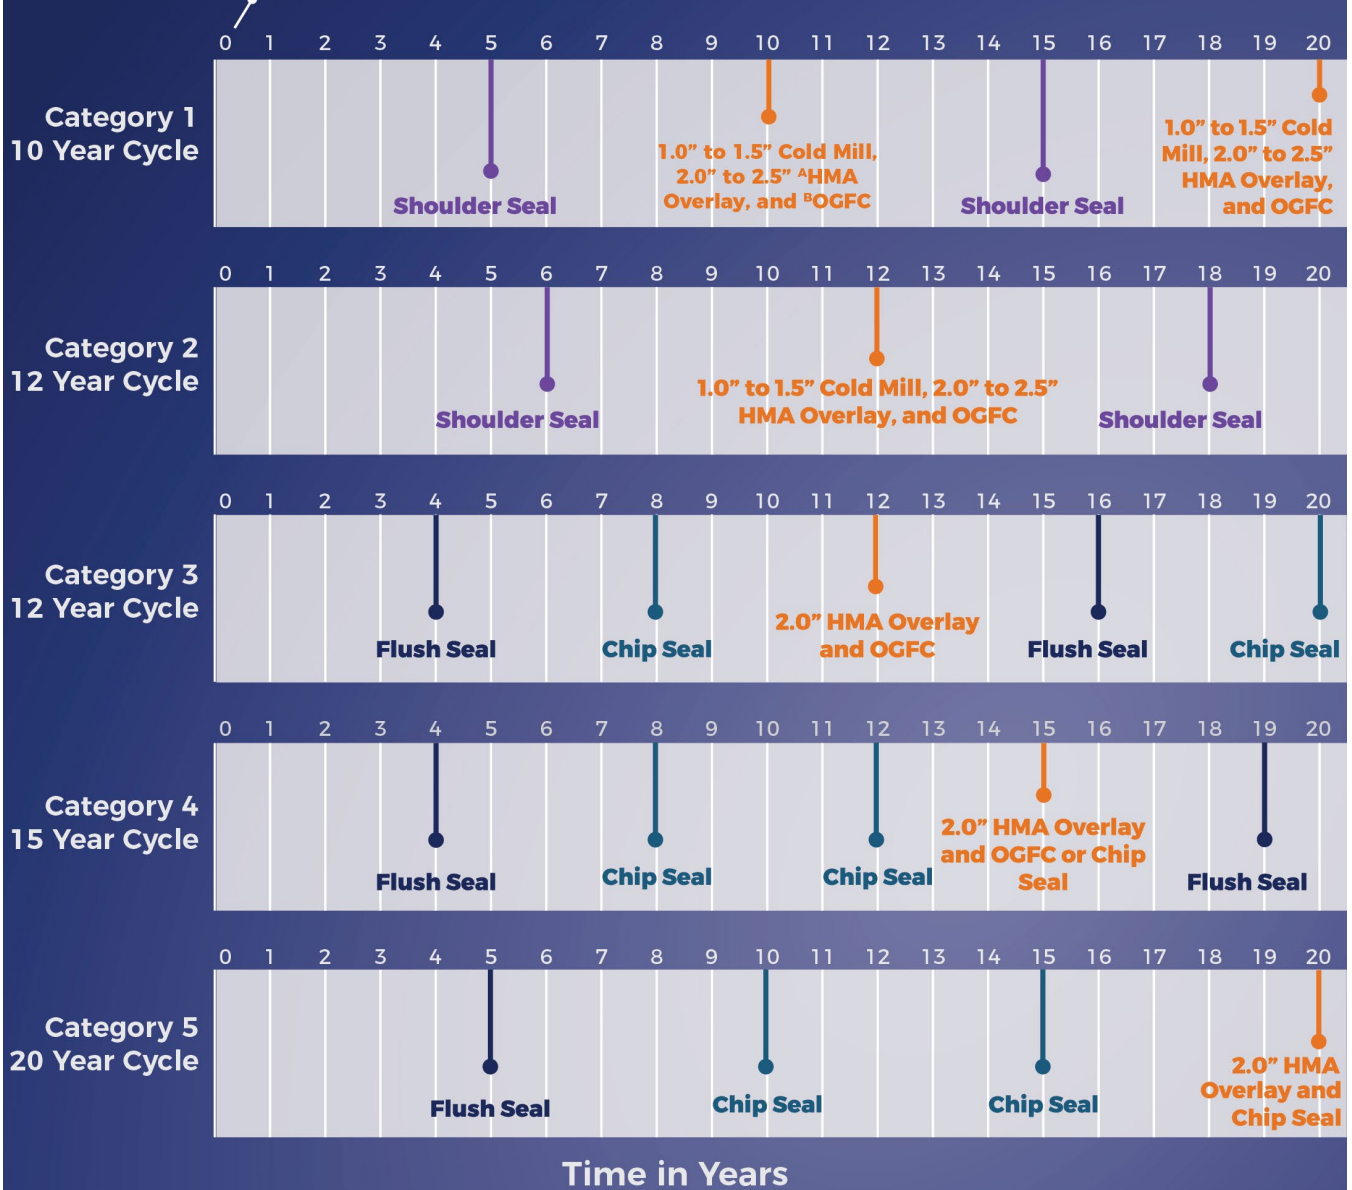 0 1 2 3 4 5 6 7 8 9 10 11 12 13 14 15 16 17 18 19 20
Category 1
10 Year Cycle
Shoulder Seal
1.0” to 1.5” Cold Mill,
2.0” to 2.5” ᴬHMA
Overlay, and ᴮOGFC
Shoulder Seal
1.0” to 1.5” Cold
Mill, 2.0” to 2.5”
HMA Overlay,
and OGFC
0 1 2 3 4 5 6 7 8 9 10 11 12 13 14 15 16 17 18 19 20
Category 2
12 Year Cycle
Shoulder Seal
1.0” to 1.5” Cold Mill, 2.0” to 2.5”
HMA Overlay, and OGFC
Shoulder Seal
0 1 2 3 4 5 6 7 8 9 10 11 12 13 14 15 16 17 18 19 20
Category 3
12 Year Cycle
Flush Seal
Chip Seal
2.0” HMA Overlay
and OGFC
Flush Seal
Chip Seal
0 1 2 3 4 5 6 7 8 9 10 11 12 13 14 15 16 17 18 19 20
Category 4
15 Year Cycle
Flush Seal
Chip Seal
Chip Seal
2.0” HMA Overlay
and OGFC or Chip
Seal
Flush Seal
0 1 2 3 4 5 6 7 8 9 10 11 12 13 14 15 16 17 18 19 20
Category 5
20 Year Cycle
Flush Seal
Chip Seal
Chip Seal
2.0” HMA
Overlay and
Chip Seal
Time in Years